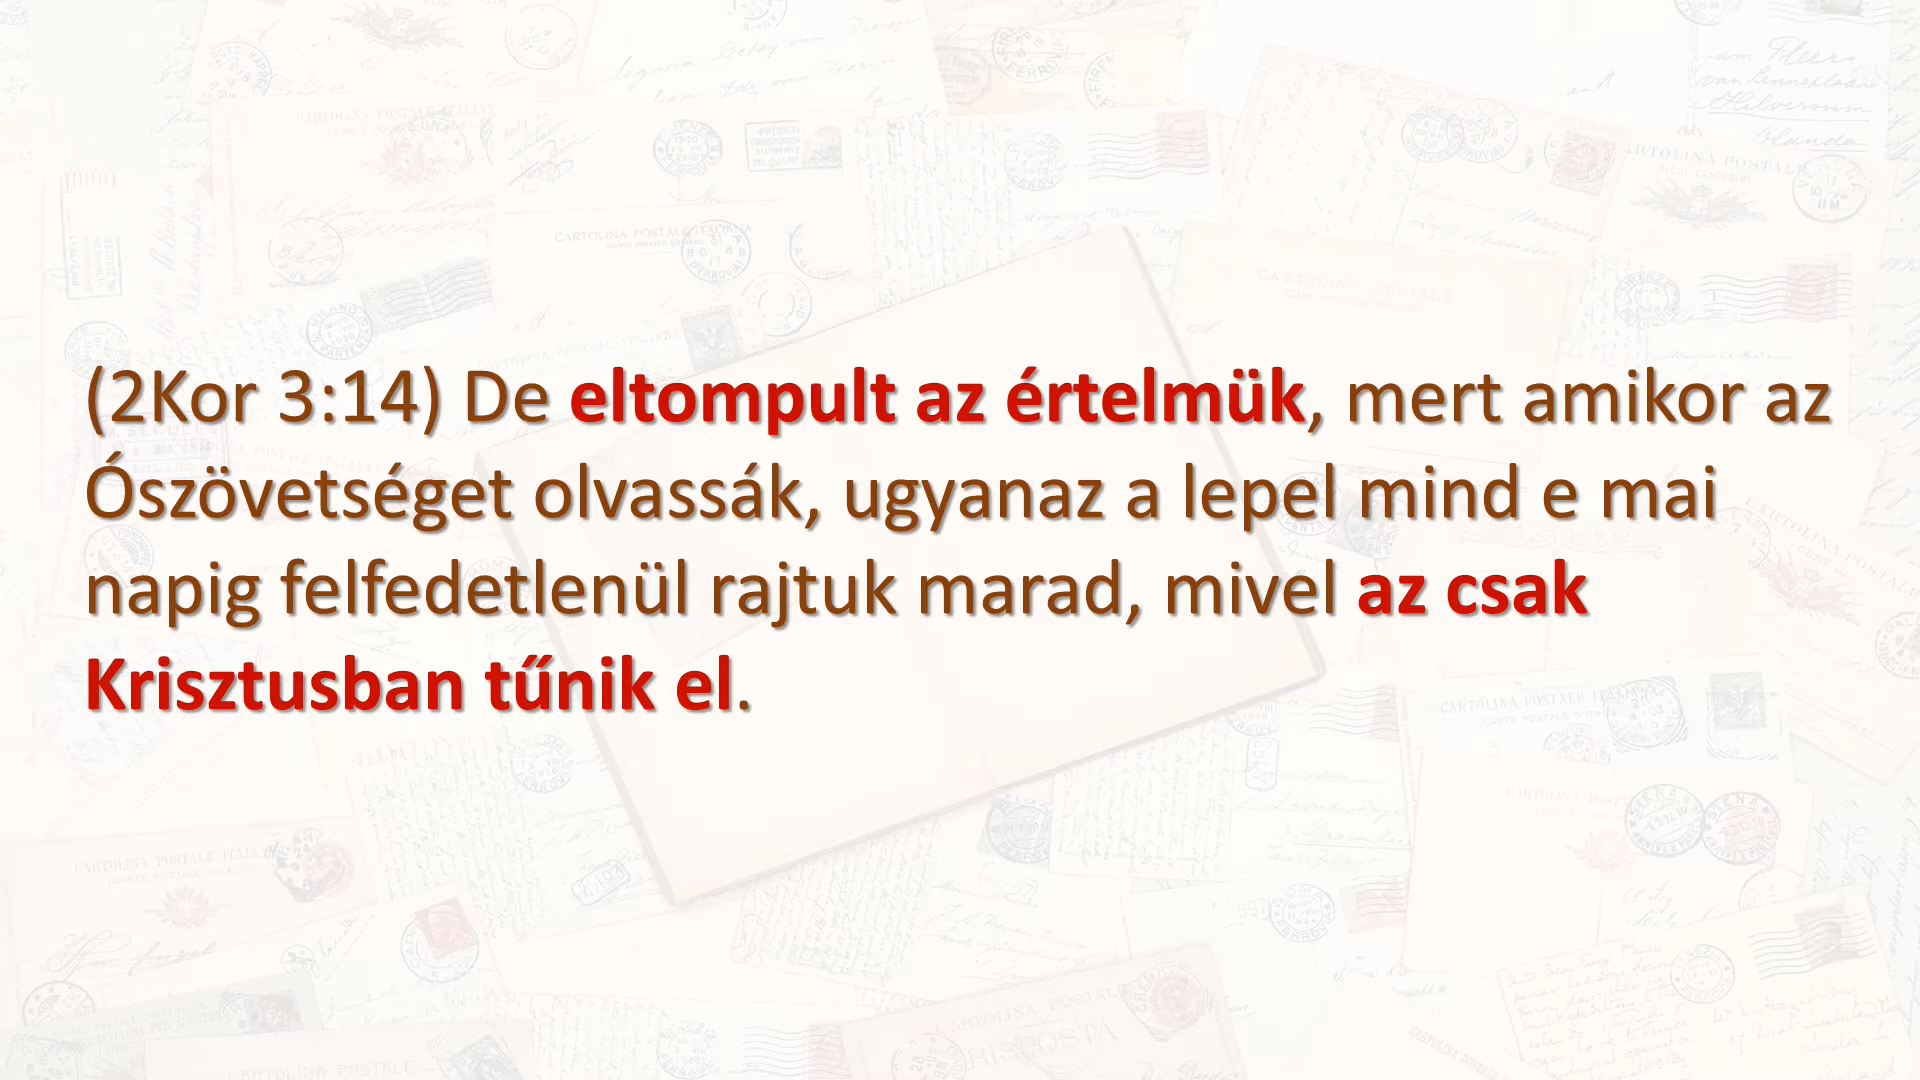 (2Kor 3:14) De eltompult az értelmük, mert amikor az
Ószövetséget olvassák, ugyanaz a lepel mind e mai
napig felfedetlenül rajtuk marad, mivel az csak
Krisztusban tűnik el.